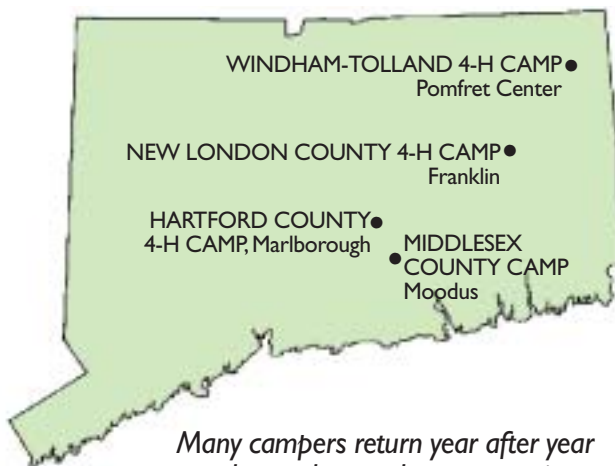 WINDHAM-TOLLAND 4-H CAMP
Pomfret Center
NEW LONDON COUNTY 4-H CAMP
Franklin
HARTFORD COUNTY
4-H CAMP, Marlborough
MIDDLESEX
COUNTY CAMP
Moodus
Many campers return year after year